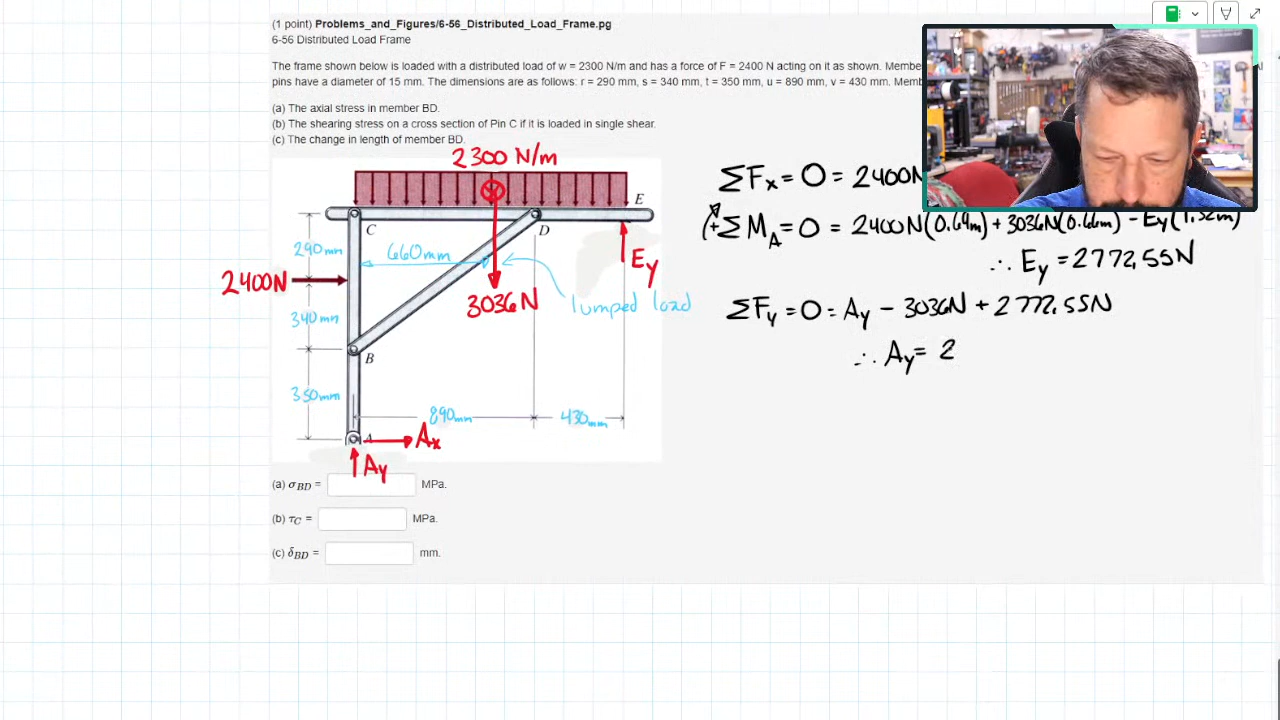 (1 point) Problems_and_Figures/6-56_Distributed_Load_Frame.pg
6-56 Distributed Load Frame
The frame shown below is loaded with a distributed load of w = 2300 N/m and has a force of F = 2400 N acting on it as shown. Membe
pins have a diameter of 15 mm. The dimensions are as follows: r = 290 mm, s = 340 mm, t = 350 mm, u = 890 mm, v = 430 mm. Memb
(a) The axial stress in member BD.
(b) The shearing stress on a cross section of Pin C if it is loaded in single shear.
(c) The change in length of member BD.
2300 N/m
E
C
D
290mm
660mm
Ey
2400N
3036N
lumped load
340mm
B
350mm
890mm
430mm
A
Ax
Ay
(a) σBD = MPa.
(b) τC = MPa.
(c) δBD = mm.
ΣFx = 0 = 2400N
+ΣMA = 0 = 2400N(0.69m) + 3036N(0.66m) − Ey(1.32m)
∴ Ey = 2772.55N
ΣFy = 0 = Ay − 3036N + 2772.55N
∴ Ay = 2